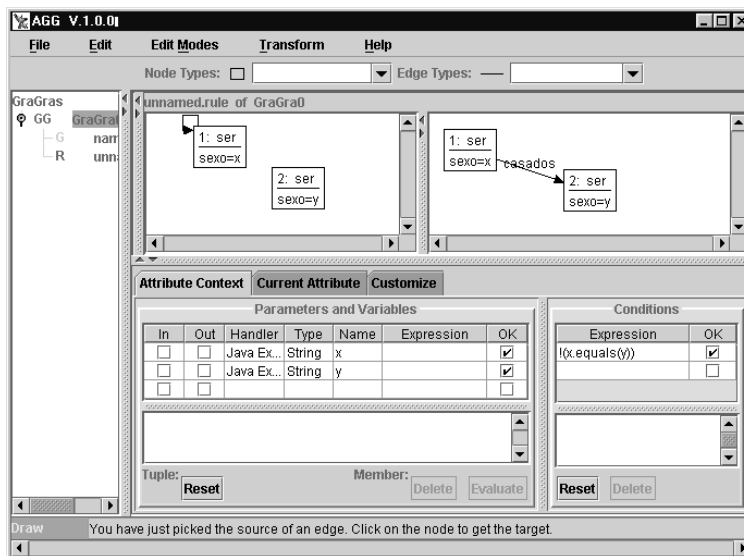 AGG V.1.0.0
File Edit Edit Modes Transform Help
Node Types: Edge Types:
GraGras
GG GraGra
G nam
R unna
unnamed.rule of GraGra0
1: ser
sexo=x
2: ser
sexo=y
1: ser
sexo=x
casados
2: ser
sexo=y
Attribute Context Current Attribute Customize
Parameters and Variables
In Out Handler Type Name Expression OK
Java Ex... String x
Java Ex... String y
Tuple: Member:
Reset Delete Evaluate
Conditions
Expression OK
!(x.equals(y))
Reset Delete
Draw You have just picked the source of an edge. Click on the node to get the target.